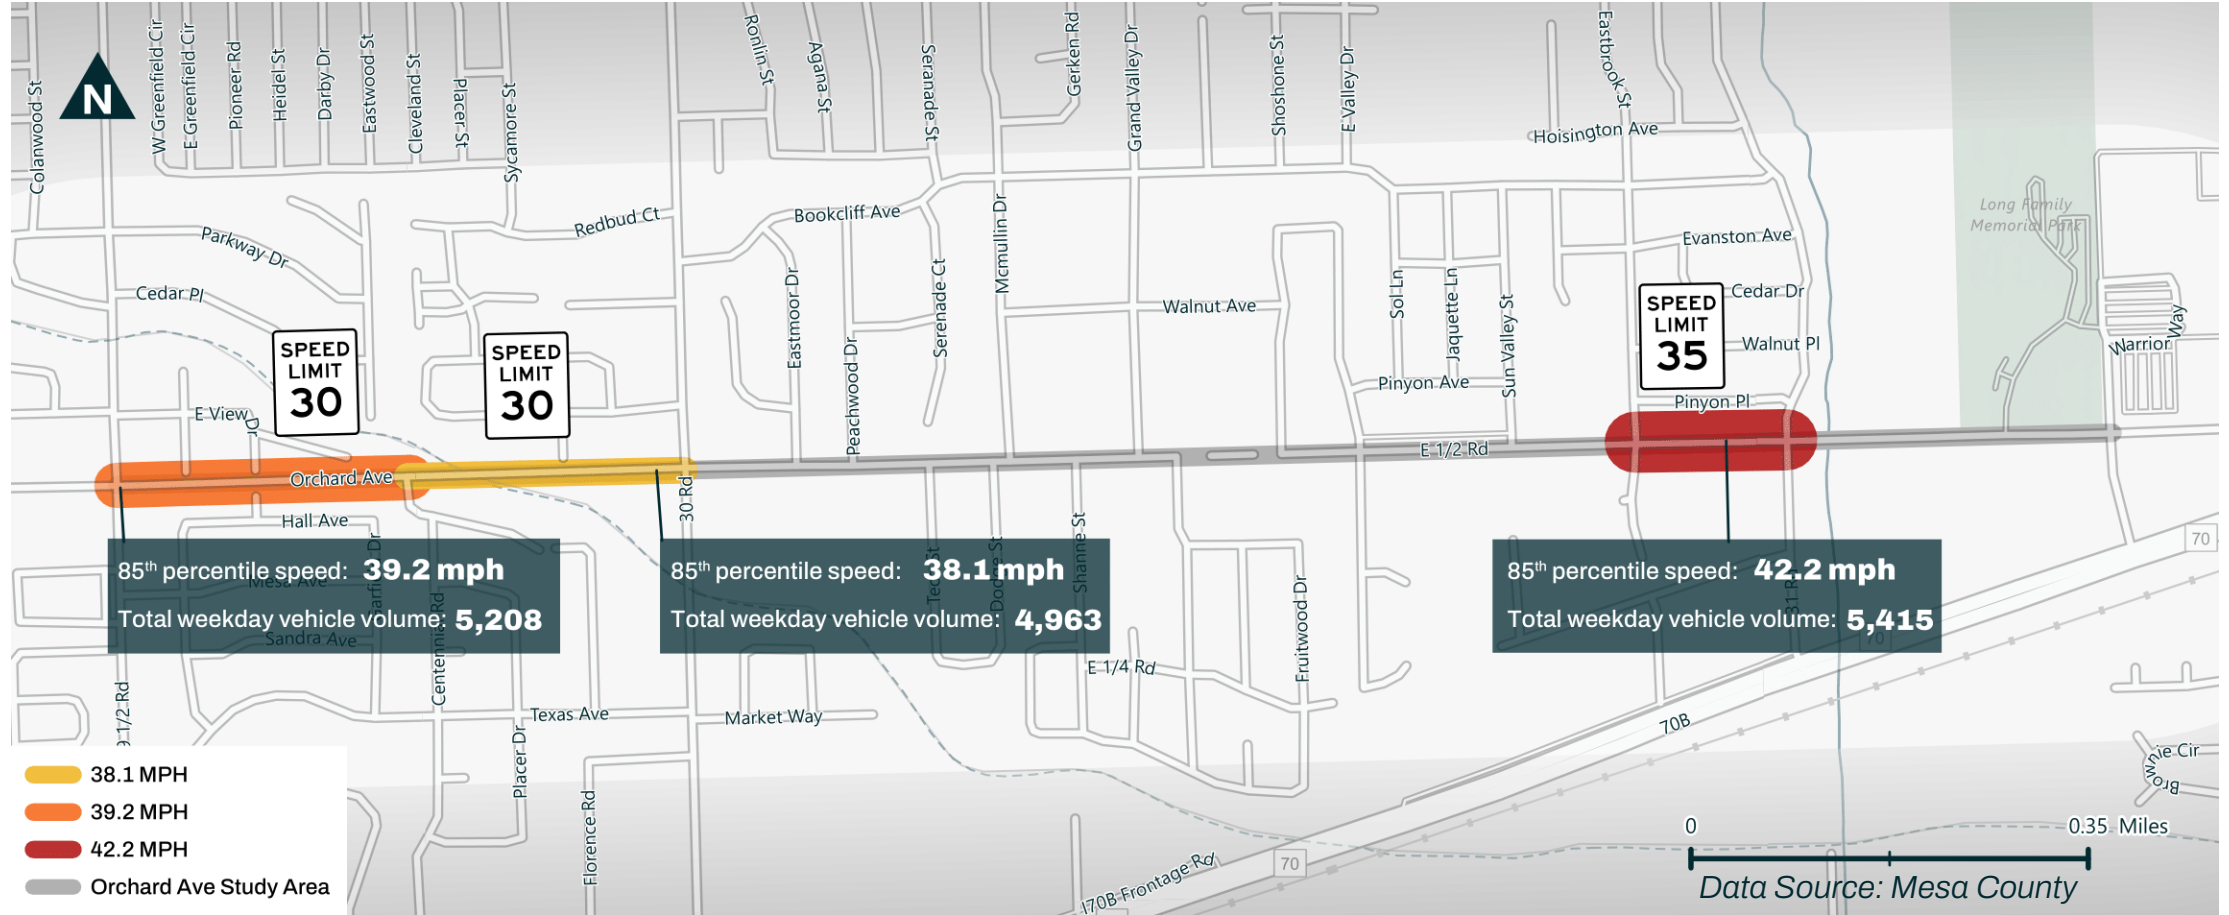 N
Colanwood St
W Greenfield Cir
E Greenfield Cir
Pioneer Rd
Heidel St
Darby Dr
Eastwood St
Cleveland St
Placer St
Sycamore St
Ronlin St
Agana St
Seranade St
Gerken Rd
Grand Valley Dr
Shoshone St
E Valley Dr
Eastbrook St
Hoisington Ave
Long Family
Memorial Park
Parkway Dr
Redbud Ct
Bookcliff Ave
Mcmullin Dr
Evanston Ave
Cedar Pl
Eastmoor Dr
Serenade Ct
Walnut Ave
Sol Ln
Jaquette Ln
Sun Valley St
Cedar Dr
Walnut Pl
Warrior Way
Peachwood Dr
Pinyon Ave
Pinyon Pl
SPEED
LIMIT
30
SPEED
LIMIT
30
SPEED
LIMIT
35
E View Dr
Orchard Ave
E 1/2 Rd
30 Rd
Hall Ave
Shanne St
70
85th percentile speed: 39.2 mph
Total weekday vehicle volume: 5,208
85th percentile speed: 38.1 mph
Total weekday vehicle volume: 4,963
85th percentile speed: 42.2 mph
Total weekday vehicle volume: 5,415
Mesa Ave
Sandra Ave
Centennial Rd
Fruitwood Dr
70
E 1/4 Rd
9 1/2 Rd
Texas Ave
Market Way
Placer Dr
Florence Rd
70B
70
I70B Frontage Rd
Brownie Cir
38.1 MPH
39.2 MPH
42.2 MPH
Orchard Ave Study Area
0
0.35 Miles
Data Source: Mesa County